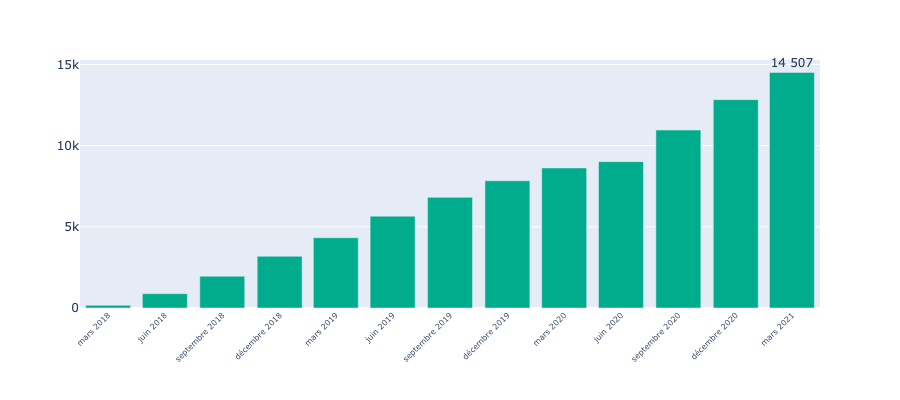 14 507
15k
10k
5k
0
mars 2018
juin 2018
septembre 2018
décembre 2018
mars 2019
juin 2019
septembre 2019
décembre 2019
mars 2020
juin 2020
septembre 2020
décembre 2020
mars 2021